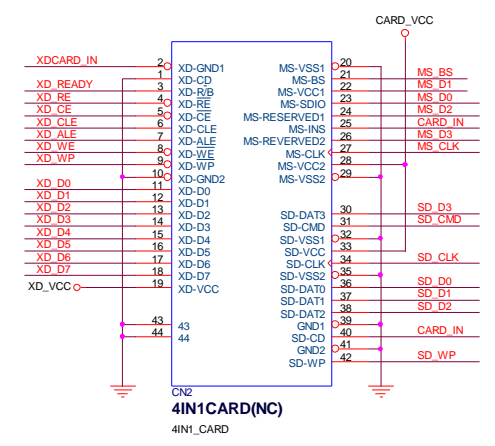 CARD_VCC
XDCARD_IN 2 XD-GND1 MS-VSS1 20
1 XD-CD MS-BS 21 MS_BS
XD_READY 3 XD-R/B MS-VCC1 22 MS_D1
XD_RE 4 XD-RE MS-SDIO 23 MS_D0
XD_CE 5 XD-CE MS-RESERVED1 24 MS_D2
XD_CLE 6 XD-CLE MS-INS 25 CARD_IN
XD_ALE 7 XD-ALE MS-REVERVED2 26 MS_D3
XD_WE 8 XD-WE MS-CLK 27 MS_CLK
XD_WP 9 XD-WP MS-VCC2 28
10 XD-GND2 MS-VSS2 29
XD_D0 11 XD-D0
XD_D1 12 XD-D1
XD_D2 13 XD-D2 SD-DAT3 30 SD_D3
XD_D3 14 XD-D3 SD-CMD 31 SD_CMD
XD_D4 15 XD-D4 SD-VSS1 32
XD_D5 16 XD-D5 SD-VCC 33
XD_D6 17 XD-D6 SD-CLK 34 SD_CLK
XD_D7 18 XD-D7 SD-VSS2 35
XD_VCC 19 XD-VCC SD-DAT0 36 SD_D0
SD-DAT1 37 SD_D1
SD-DAT2 38 SD_D2
43 43 GND1 39
44 44 SD-CD 40 CARD_IN
GND2 41
SD-WP 42 SD_WP
CN2
4IN1CARD(NC)
4IN1_CARD